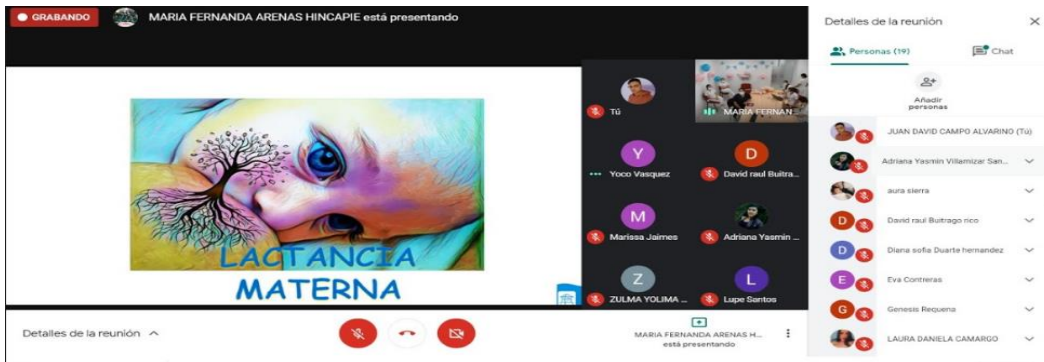 GRABANDO
MARIA FERNANDA ARENAS HINCAPIE está presentando
LACTANCIA
MATERNA
Tú
MARIA FERNAN...
Yoco Vasquez
David raul Buitra...
Marissa Jaimes
Adriana Yasmin ...
ZULMA YOLIMA ...
Lupe Santos
Y
D
M
Z
L
Detalles de la reunión
MARIA FERNANDA ARENAS H...
está presentando
Detalles de la reunión
Personas (19)
Chat
Añadir
personas
JUAN DAVID CAMPO ALVARINO (Tú)
Adriana Yasmin Villamizar San...
aura sierra
D
David raul Buitrago rico
D
Diana sofia Duarte hernandez
E
Eva Contreras
G
Genesis Requena
LAURA DANIELA CAMARGO